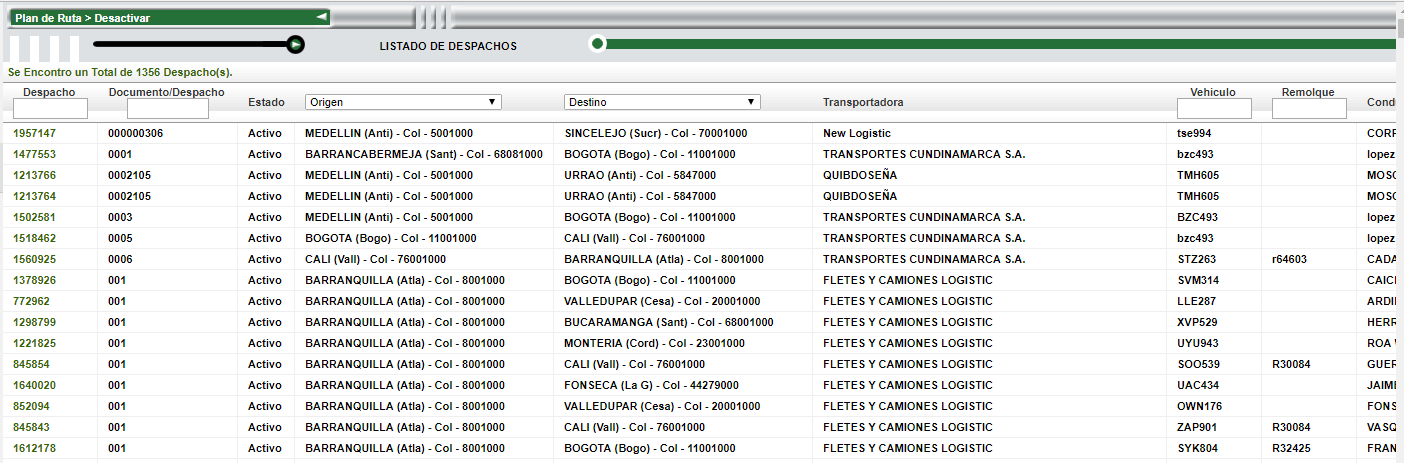 Plan de Ruta > Desactivar
LISTADO DE DESPACHOS
Se Encontro un Total de 1356 Despacho(s).
Despacho Documento/Despacho Estado Origen Destino Transportadora Vehiculo Remolque Condu
1957147 000000306 Activo MEDELLIN (Anti) - Col - 5001000 SINCELEJO (Sucr) - Col - 70001000 New Logistic tse994 CORF
1477553 0001 Activo BARRANCABERMEJA (Sant) - Col - 68081000 BOGOTA (Bogo) - Col - 11001000 TRANSPORTES CUNDINAMARCA S.A. bzc493 lopez
1213766 0002105 Activo MEDELLIN (Anti) - Col - 5001000 URRAO (Anti) - Col - 5847000 QUIBDOSEÑA TMH605 MOSC
1213764 0002105 Activo MEDELLIN (Anti) - Col - 5001000 URRAO (Anti) - Col - 5847000 QUIBDOSEÑA TMH605 MOSC
1502581 0003 Activo MEDELLIN (Anti) - Col - 5001000 BOGOTA (Bogo) - Col - 11001000 TRANSPORTES CUNDINAMARCA S.A. BZC493 lopez
1518462 0005 Activo BOGOTA (Bogo) - Col - 11001000 CALI (Vall) - Col - 76001000 TRANSPORTES CUNDINAMARCA S.A. bzc493 lopez
1560925 0006 Activo CALI (Vall) - Col - 76001000 BARRANQUILLA (Atla) - Col - 8001000 TRANSPORTES CUNDINAMARCA S.A. STZ263 r64603 CADA
1378926 001 Activo BARRANQUILLA (Atla) - Col - 8001000 BOGOTA (Bogo) - Col - 11001000 FLETES Y CAMIONES LOGISTIC SVM314 CAICI
772962 001 Activo BARRANQUILLA (Atla) - Col - 8001000 VALLEDUPAR (Cesa) - Col - 20001000 FLETES Y CAMIONES LOGISTIC LLE287 ARDI
1298799 001 Activo BARRANQUILLA (Atla) - Col - 8001000 BUCARAMANGA (Sant) - Col - 68001000 FLETES Y CAMIONES LOGISTIC XVP529 HERR
1221825 001 Activo BARRANQUILLA (Atla) - Col - 8001000 MONTERIA (Cord) - Col - 23001000 FLETES Y CAMIONES LOGISTIC UYU943 ROA
845854 001 Activo BARRANQUILLA (Atla) - Col - 8001000 CALI (Vall) - Col - 76001000 FLETES Y CAMIONES LOGISTIC SOO539 R30084 GUER
1640020 001 Activo BARRANQUILLA (Atla) - Col - 8001000 FONSECA (La G) - Col - 44279000 FLETES Y CAMIONES LOGISTIC UAC434 JAIME
852094 001 Activo BARRANQUILLA (Atla) - Col - 8001000 VALLEDUPAR (Cesa) - Col - 20001000 FLETES Y CAMIONES LOGISTIC OWN176 FONS
845843 001 Activo BARRANQUILLA (Atla) - Col - 8001000 CALI (Vall) - Col - 76001000 FLETES Y CAMIONES LOGISTIC ZAP901 R30084 VASQ
1612178 001 Activo BARRANQUILLA (Atla) - Col - 8001000 BOGOTA (Bogo) - Col - 11001000 FLETES Y CAMIONES LOGISTIC SYK804 R32425 FRAN